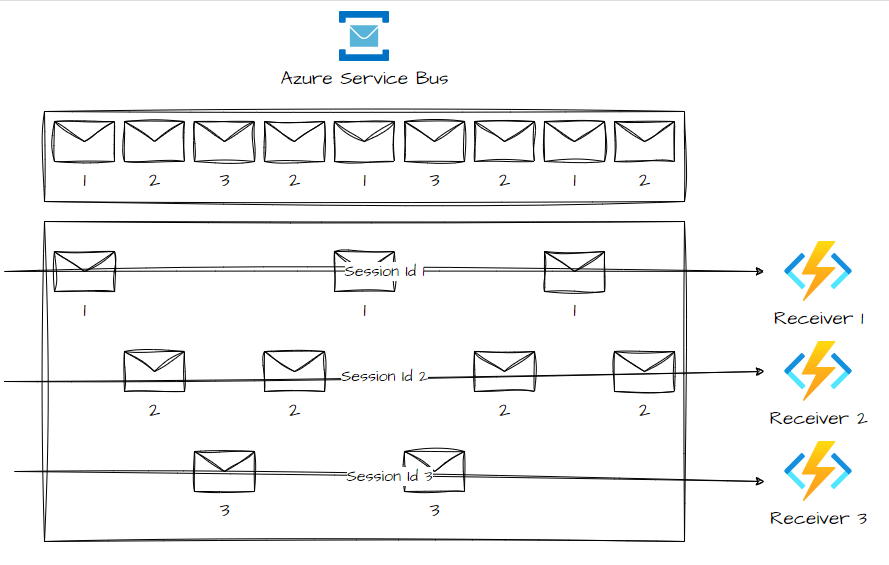 Azure Service Bus
1 2 3 2 1 3 2 1 2
Session Id 1
1 1 1
Receiver 1
Session Id 2
2 2 2 2
Receiver 2
Session Id 3
3 3
Receiver 3